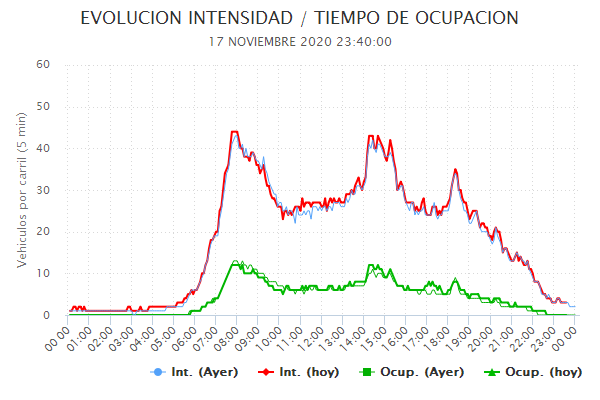 EVOLUCION INTENSIDAD / TIEMPO DE OCUPACION
17 NOVIEMBRE 2020 23:40:00
Vehiculos por carril (5 min)
60
50
40
30
20
10
0
00:00 01:00 02:00 03:00 04:00 05:00 06:00 07:00 08:00 09:00 10:00 11:00 12:00 13:00 14:00 15:00 16:00 17:00 18:00 19:00 20:00 21:00 22:00 23:00 00:00
Int. (Ayer) Int. (hoy) Ocup. (Ayer) Ocup. (hoy)